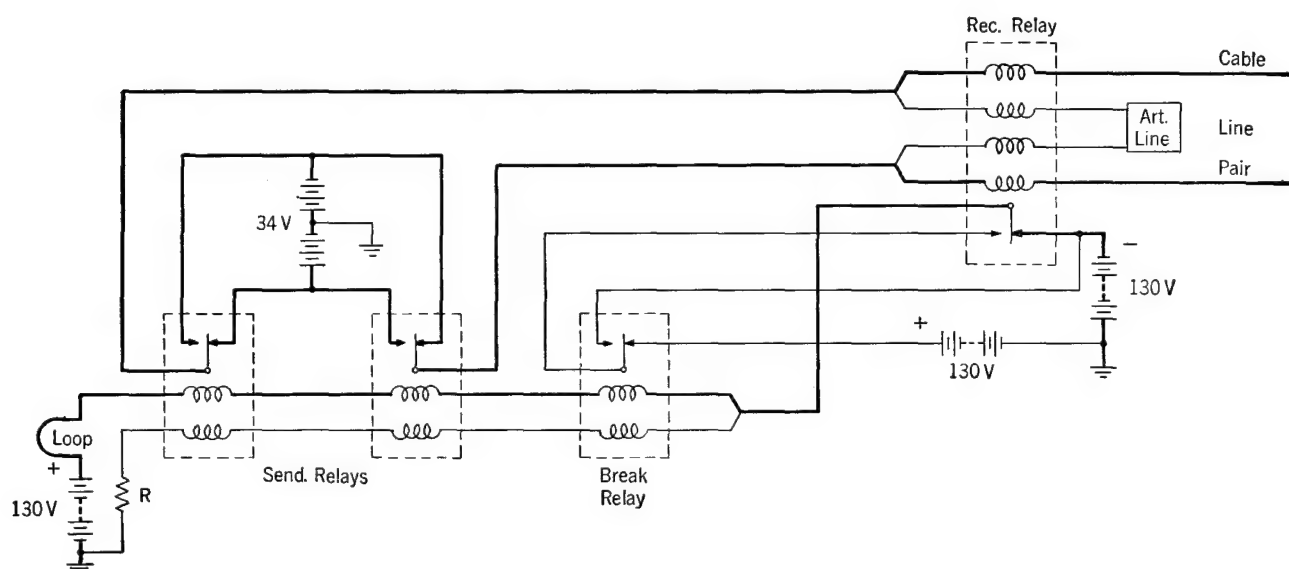 Rec. Relay
Cable
Art.
Line
Line
Pair
34 V
−
130 V
+
130 V
Loop
+
130 V
R
Send. Relays
Break
Relay